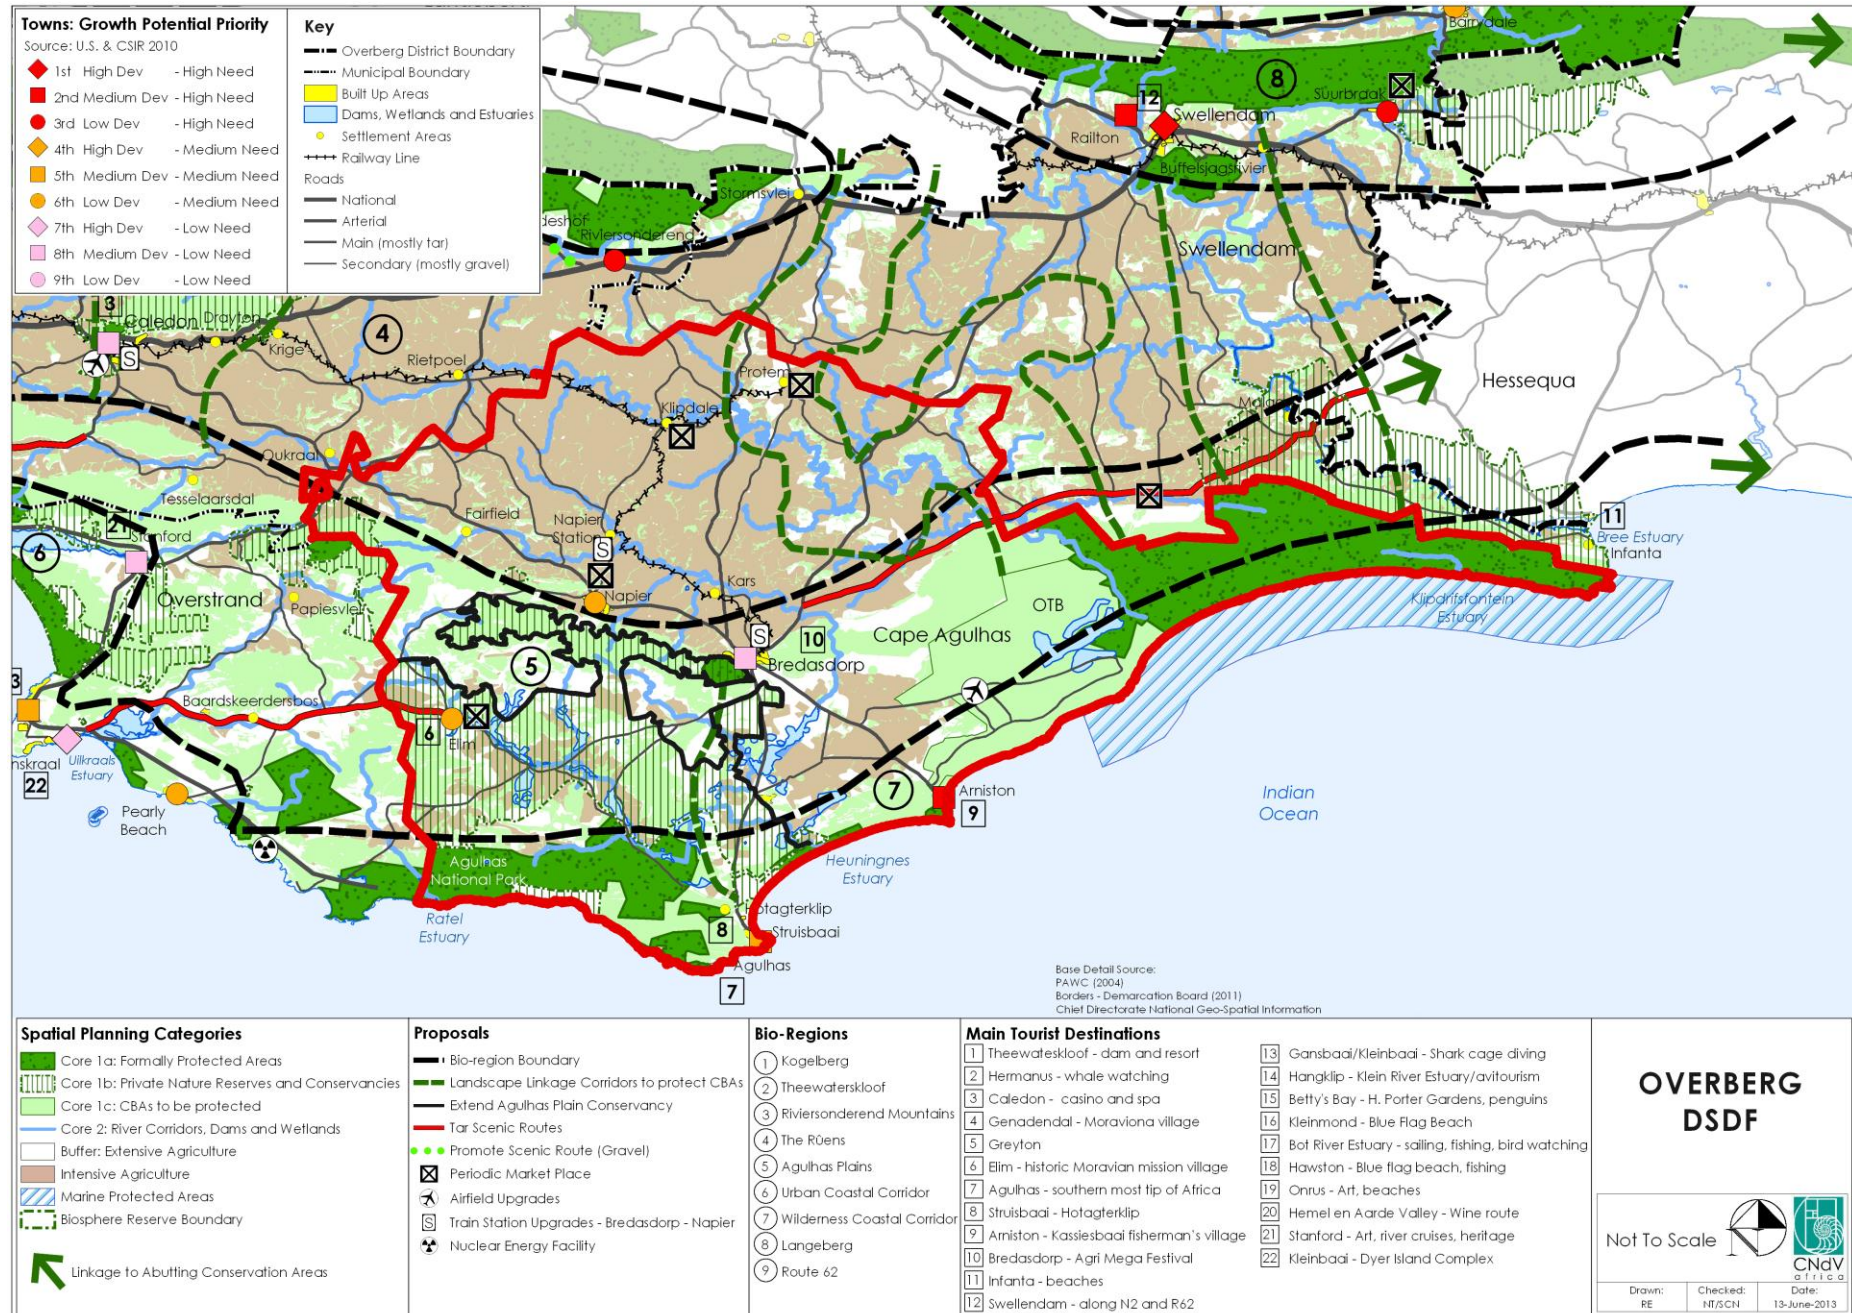 Towns: Growth Potential Priority
Source: U.S. & CSIR 2010
1st High Dev - High Need
2nd Medium Dev - High Need
3rd Low Dev - High Need
4th High Dev - Medium Need
5th Medium Dev - Medium Need
6th Low Dev - Medium Need
7th High Dev - Low Need
8th Medium Dev - Low Need
9th Low Dev - Low Need
Key
Overberg District Boundary
Municipal Boundary
Built Up Areas
Dams, Wetlands and Estuaries
Settlement Areas
Railway Line
Roads
National
Arterial
Main (mostly tar)
Secondary (mostly gravel)
Barrydale
8
Suurbraak
12
Swellendam
Railton
Buffelsjagsrivier
Stormsvlei
deshof
Riviersonderend
Swellendam
3
Caledon
Drayton
S
Krige
4
Rietpoel
Protem
Klipdale
Hessequa
Oukraal
Tesselaarsdal
2
Stanford
6
Fairfield
Napier
Station
S
Napier
Kars
S
11
Bree Estuary
Infanta
Overstrand
Papiesvlei
OTB
Cape Agulhas
Klipdrifsfontein
Estuary
5
10
Bredasdorp
3
Baardskeerdersbos
6
Elim
nskraal
22
Uilkraals
Estuary
Pearly
Beach
7
Arniston
9
Indian
Ocean
Agulhas
National Park
Heuningnes
Estuary
Ratel
Estuary
Hotagterklip
8
Struisbaai
Agulhas
7
Base Detail Source:
PAWC (2004)
Borders - Demarcation Board (2011)
Chief Directorate National Geo-Spatial Information
Spatial Planning Categories
Core 1a: Formally Protected Areas
Core 1b: Private Nature Reserves and Conservancies
Core 1c: CBAs to be protected
Core 2: River Corridors, Dams and Wetlands
Buffer: Extensive Agriculture
Intensive Agriculture
Marine Protected Areas
Biosphere Reserve Boundary
Linkage to Abutting Conservation Areas
Proposals
Bio-region Boundary
Landscape Linkage Corridors to protect CBAs
Extend Agulhas Plain Conservancy
Tar Scenic Routes
Promote Scenic Route (Gravel)
Periodic Market Place
Airfield Upgrades
S Train Station Upgrades - Bredasdorp - Napier
Nuclear Energy Facility
Bio-Regions
1 Kogelberg
2 Theewaterskloof
3 Riviersonderend Mountains
4 The Rûens
5 Agulhas Plains
6 Urban Coastal Corridor
7 Wilderness Coastal Corridor
8 Langeberg
9 Route 62
Main Tourist Destinations
1 Theewateskloof - dam and resort
2 Hermanus - whale watching
3 Caledon - casino and spa
4 Genadendal - Moraviona village
5 Greyton
6 Elim - historic Moravian mission village
7 Agulhas - southern most tip of Africa
8 Struisbaai - Hotagterklip
9 Arniston - Kassiesbaai fisherman's village
10 Bredasdorp - Agri Mega Festival
11 Infanta - beaches
12 Swellendam - along N2 and R62
13 Gansbaai/Kleinbaai - Shark cage diving
14 Hangklip - Klein River Estuary/avitourism
15 Betty's Bay - H. Porter Gardens, penguins
16 Kleinmond - Blue Flag Beach
17 Bot River Estuary - sailing, fishing, bird watching
18 Hawston - Blue flag beach, fishing
19 Onrus - Art, beaches
20 Hemel en Aarde Valley - Wine route
21 Stanford - Art, river cruises, heritage
22 Kleinbaai - Dyer Island Complex
OVERBERG
DSDF
Not To Scale
CNdV
africa
Drawn:
RE
Checked:
NT/SCN
Date:
13-June-2013